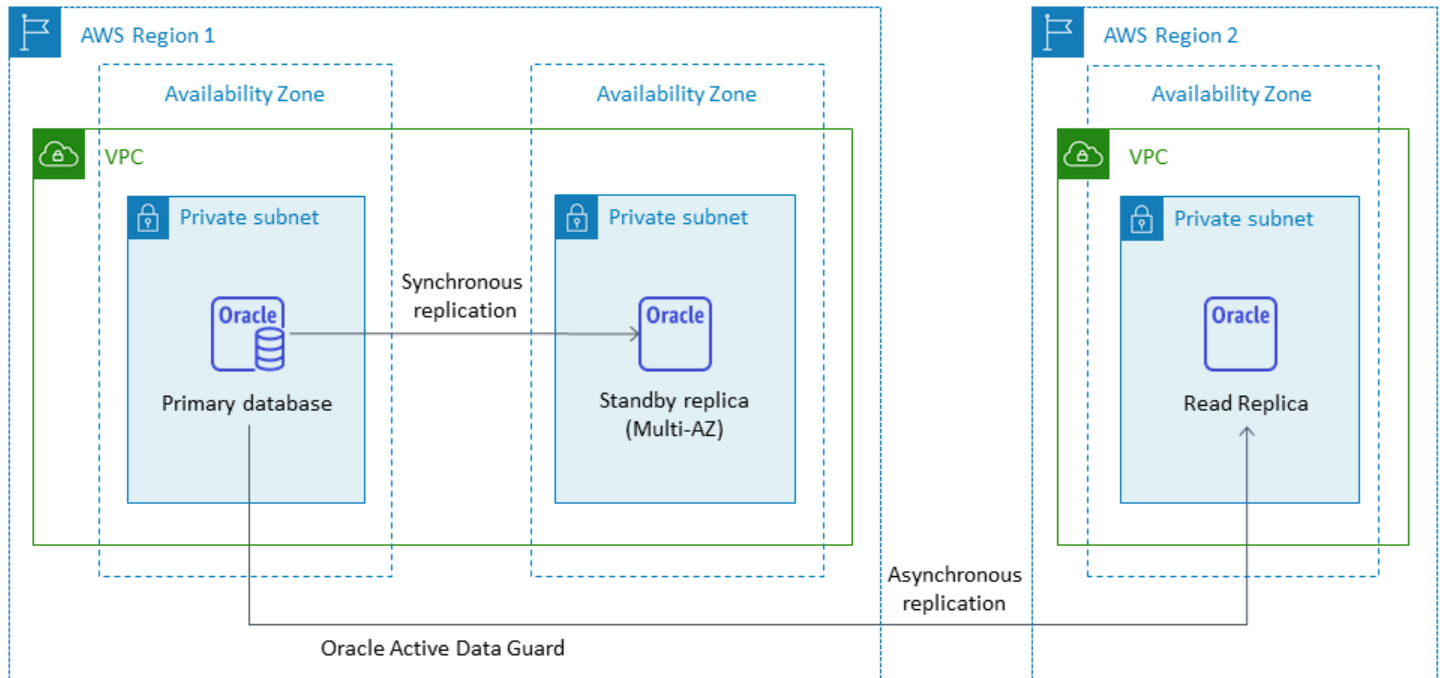 AWS Region 1
AWS Region 2
Availability Zone
Availability Zone
Availability Zone
VPC
VPC
Private subnet
Private subnet
Private subnet
Synchronous
replication
Oracle
Oracle
Oracle
Primary database
Standby replica
(Multi-AZ)
Read Replica
Asynchronous
replication
Oracle Active Data Guard